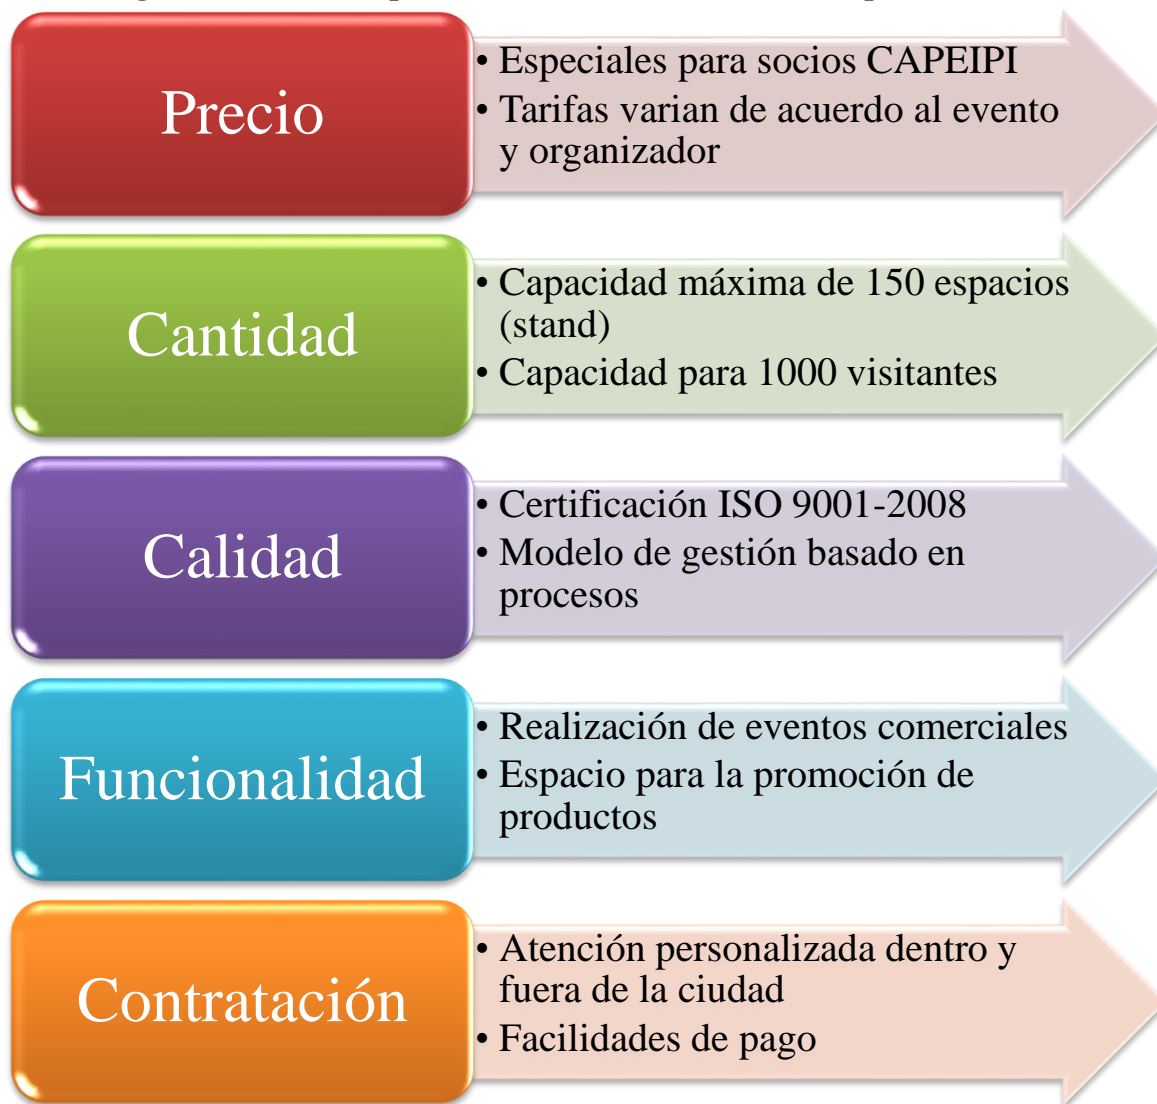 Precio
• Especiales para socios CAPEIPI
• Tarifas varian de acuerdo al evento
y organizador
Cantidad
• Capacidad máxima de 150 espacios
(stand)
• Capacidad para 1000 visitantes
Calidad
• Certificación ISO 9001-2008
• Modelo de gestión basado en
procesos
Funcionalidad
• Realización de eventos comerciales
• Espacio para la promoción de
productos
Contratación
• Atención personalizada dentro y
fuera de la ciudad
• Facilidades de pago